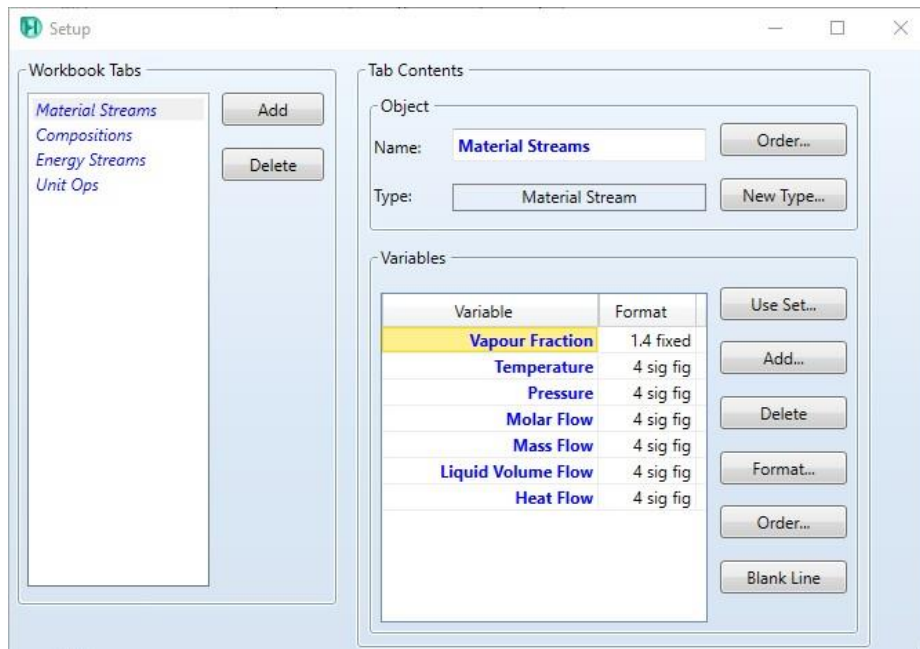 Setup
Workbook Tabs
Material Streams
Compositions
Energy Streams
Unit Ops
Add
Delete
Tab Contents
Object
Name: Material Streams
Order...
Type: Material Stream
New Type...
Variables
Variable Format
Vapour Fraction 1.4 fixed
Temperature 4 sig fig
Pressure 4 sig fig
Molar Flow 4 sig fig
Mass Flow 4 sig fig
Liquid Volume Flow 4 sig fig
Heat Flow 4 sig fig
Use Set...
Add...
Delete
Format...
Order...
Blank Line